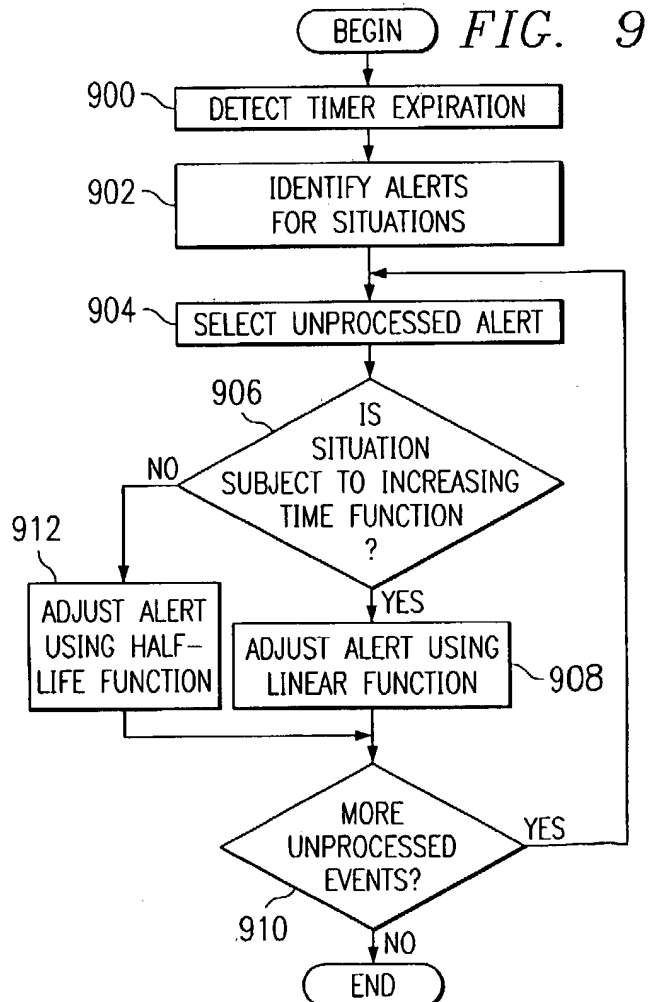 BEGIN
FIG. 9
900
DETECT TIMER EXPIRATION
902
IDENTIFY ALERTS
FOR SITUATIONS
904
SELECT UNPROCESSED ALERT
906
IS
SITUATION
SUBJECT TO INCREASING
TIME FUNCTION
?
NO
YES
912
ADJUST ALERT
USING HALF-
LIFE FUNCTION
ADJUST ALERT USING
LINEAR FUNCTION
908
MORE
UNPROCESSED
EVENTS?
YES
910
NO
END